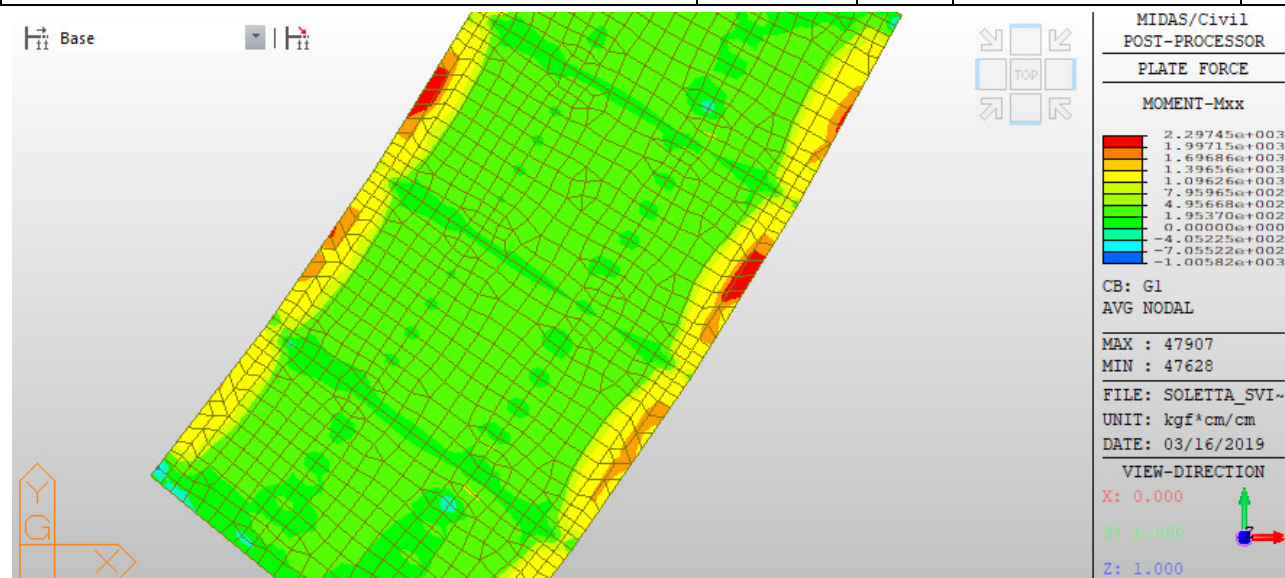 Base
TOP
MIDAS/Civil
POST-PROCESSOR
PLATE FORCE
MOMENT-Mxx
2.29745e+003
1.99715e+003
1.69686e+003
1.39656e+003
1.09626e+003
7.95965e+002
4.95668e+002
1.95370e+002
0.00000e+000
-4.05225e+002
-7.05522e+002
-1.00582e+003
CB: G1
AVG NODAL
MAX : 47907
MIN : 47628
FILE: SOLETTA_SVI~
UNIT: kgf*cm/cm
DATE: 03/16/2019
VIEW-DIRECTION
X: 0.000
Y: 0.000
Z: 1.000
Z
Y
G
X